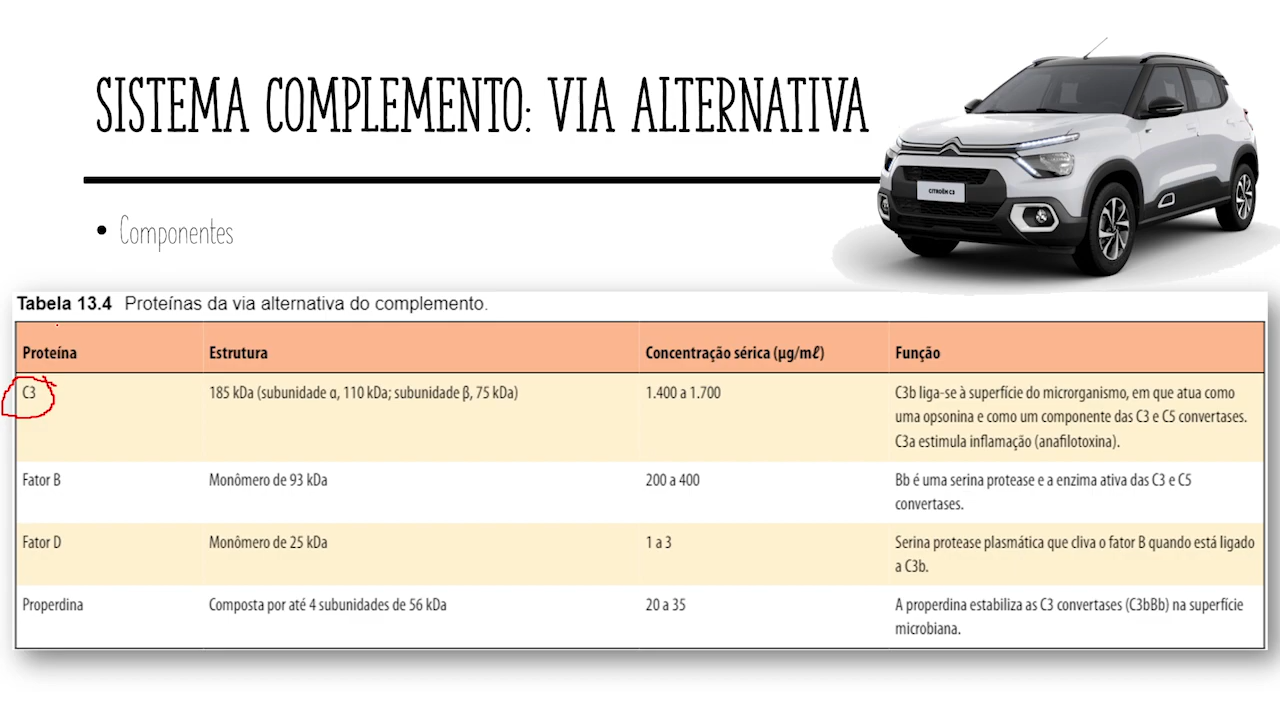 SISTEMA COMPLEMENTO: VIA ALTERNATIVA
CITROËN C3
• Componentes
Tabela 13.4 Proteínas da via alternativa do complemento.
Proteína Estrutura Concentração sérica (µg/mℓ) Função
C3 185 kDa (subunidade α, 110 kDa; subunidade β, 75 kDa) 1.400 a 1.700 C3b liga-se à superfície do microrganismo, em que atua como
uma opsonina e como um componente das C3 e C5 convertases.
C3a estimula inflamação (anafilotoxina).
Fator B Monômero de 93 kDa 200 a 400 Bb é uma serina protease e a enzima ativa das C3 e C5
convertases.
Fator D Monômero de 25 kDa 1 a 3 Serina protease plasmática que cliva o fator B quando está ligado
a C3b.
Properdina Composta por até 4 subunidades de 56 kDa 20 a 35 A properdina estabiliza as C3 convertases (C3bBb) na superfície
microbiana.